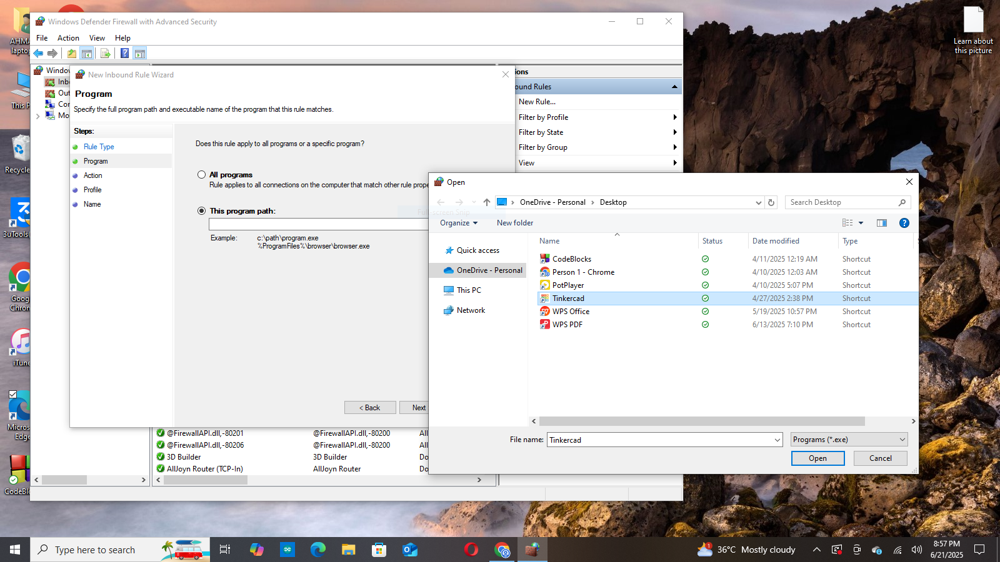 AHMA
laptop
This P
Recycle
3uTools(
Goog
Chron
iTune
Micros
Edge
CodeBlo
Learn about
this picture
Windows Defender Firewall with Advanced Security
File Action View Help
Window
Inbo
Out
Con
Mo
New Inbound Rule Wizard
Program
Specify the full program path and executable name of the program that this rule matches.
Steps:
Rule Type
Program
Action
Profile
Name
Does this rule apply to all programs or a specific program?
All programs
Rule applies to all connections on the computer that match other rule prope
This program path:
Example: c:\path\program.exe
%ProgramFiles%\browser\browser.exe
< Back Next
Full-screen Snip
ions
ound Rules
New Rule...
Filter by Profile
Filter by State
Filter by Group
View
@FirewallAPI.dll,-80201 @FirewallAPI.dll,-80200 All
@FirewallAPI.dll,-80206 @FirewallAPI.dll,-80200 All
3D Builder 3D Builder Do
AllJoyn Router (TCP-In) AllJoyn Router Do
Open
OneDrive - Personal > Desktop
Search Desktop
Organize New folder
Quick access
OneDrive - Personal
This PC
Network
Name Status Date modified Type
CodeBlocks 4/11/2025 12:19 AM Shortcut
Person 1 - Chrome 4/10/2025 12:03 AM Shortcut
PotPlayer 4/10/2025 5:07 PM Shortcut
Tinkercad 4/27/2025 2:38 PM Shortcut
WPS Office 5/19/2025 10:57 PM Shortcut
WPS PDF 6/13/2025 7:10 PM Shortcut
File name: Tinkercad Programs (*.exe)
Open Cancel
Type here to search
1
36°C Mostly cloudy
8:57 PM
6/21/2025